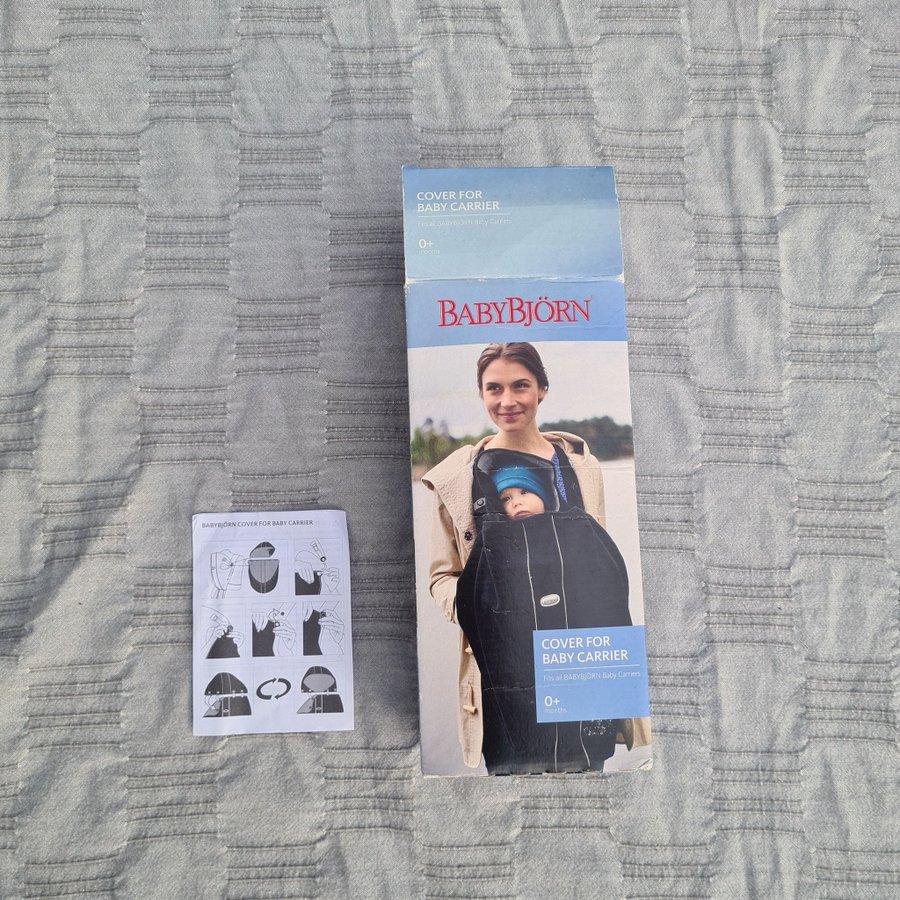 COVER FOR
BABY CARRIER
Fits all BABYBJÖRN Baby Carriers
0+
months
BABYBJÖRN
COVER FOR
BABY CARRIER
Fits all BABYBJÖRN Baby Carriers
0+
months
BABYBJÖRN COVER FOR BABY CARRIER